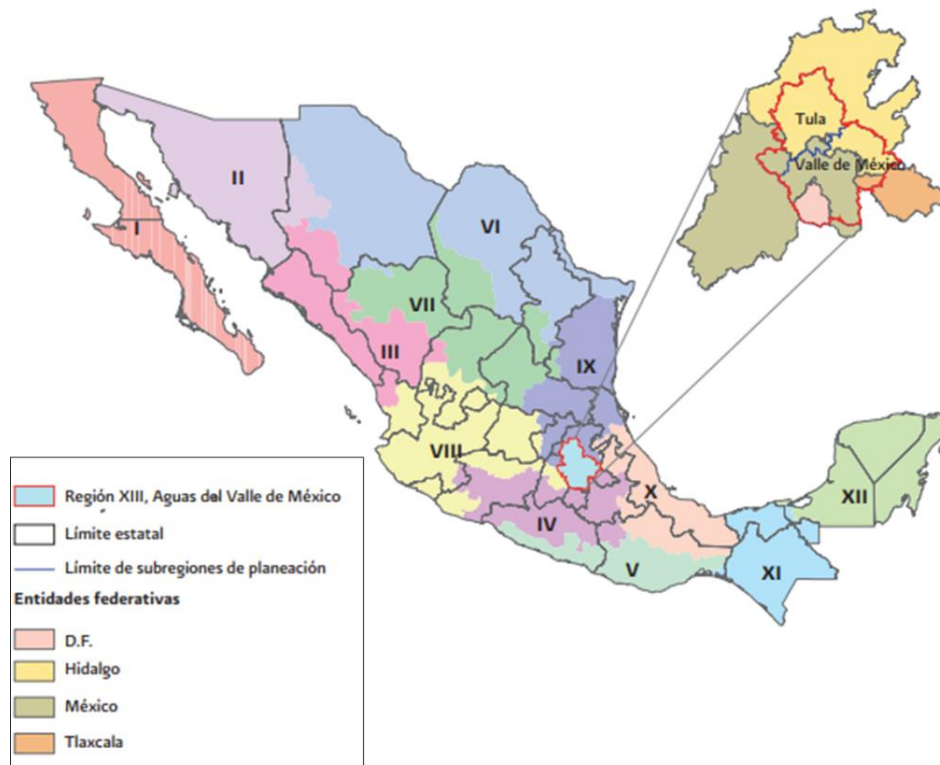 Tula
Valle de México
II
I
VI
VII
III
IX
VIII
X
IV
V
XII
XI
Región XIII, Aguas del Valle de México
Límite estatal
Límite de subregiones de planeación
Entidades federativas
D.F.
Hidalgo
México
Tlaxcala